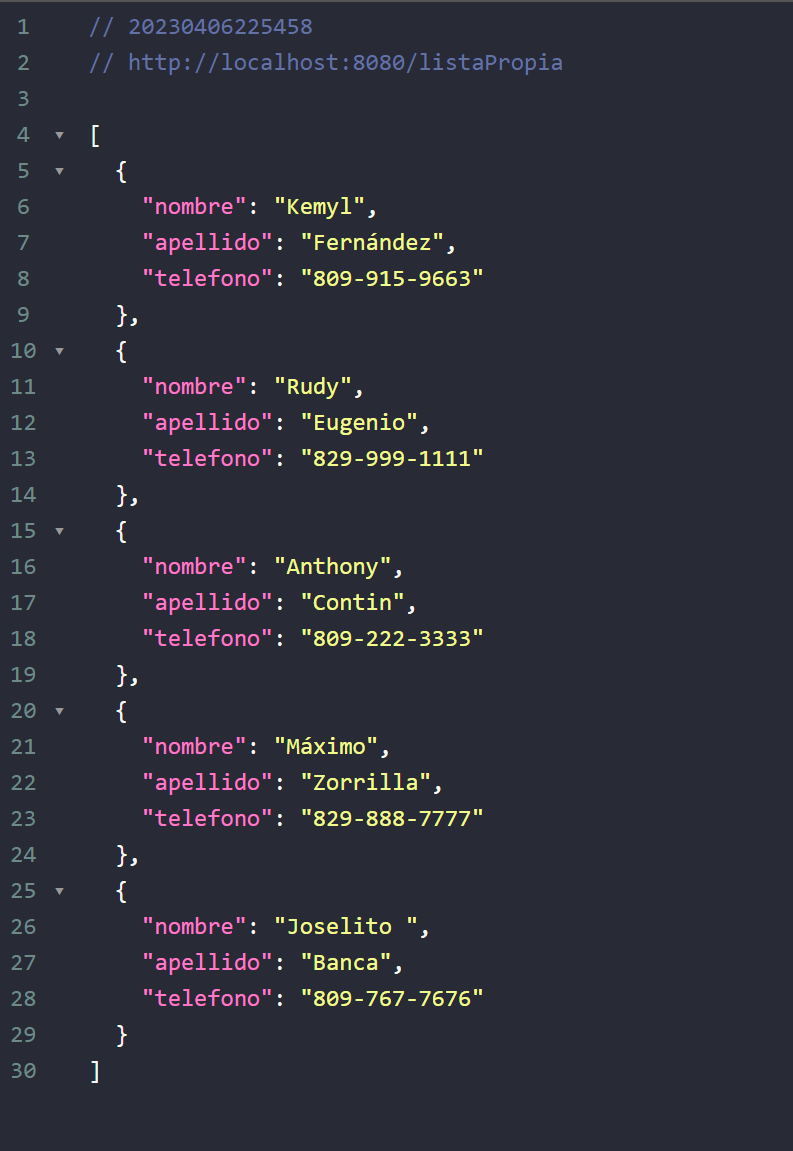 1 // 20230406225458
2 // http://localhost:8080/listaPropia
3
4 [
5 {
6 "nombre": "Kemyl",
7 "apellido": "Fernández",
8 "telefono": "809-915-9663"
9 },
10 {
11 "nombre": "Rudy",
12 "apellido": "Eugenio",
13 "telefono": "829-999-1111"
14 },
15 {
16 "nombre": "Anthony",
17 "apellido": "Contin",
18 "telefono": "809-222-3333"
19 },
20 {
21 "nombre": "Máximo",
22 "apellido": "Zorrilla",
23 "telefono": "829-888-7777"
24 },
25 {
26 "nombre": "Joselito ",
27 "apellido": "Banca",
28 "telefono": "809-767-7676"
29 }
30 ]